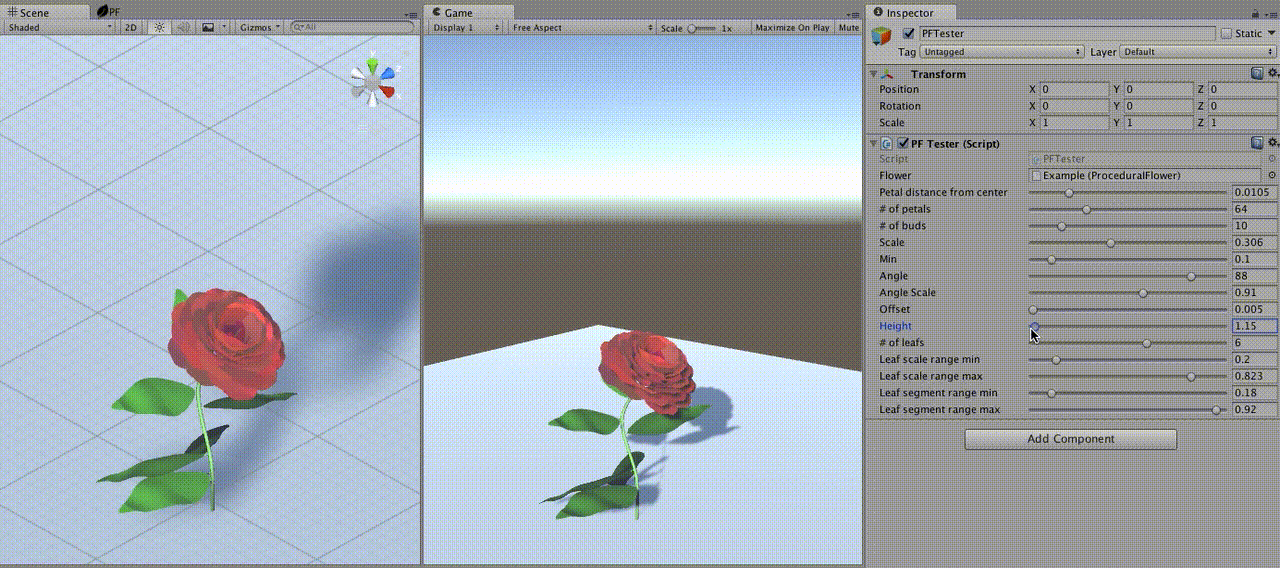 Scene PF
Shaded 2D Gizmos All
Game
Display 1 Free Aspect Scale 1x Maximize On Play Mute
Inspector
PFTester Static
Tag Untagged Layer Default
Transform
Position X 0 Y 0 Z 0
Rotation X 0 Y 0 Z 0
Scale X 1 Y 1 Z 1
PF Tester (Script)
Script PFTester
Flower Example (ProceduralFlower)
Petal distance from center 0.0105
# of petals 64
# of buds 10
Scale 0.306
Min 0.1
Angle 88
Angle Scale 0.91
Offset 0.005
Height 1.15
# of leafs 6
Leaf scale range min 0.2
Leaf scale range max 0.823
Leaf segment range min 0.18
Leaf segment range max 0.92
Add Component